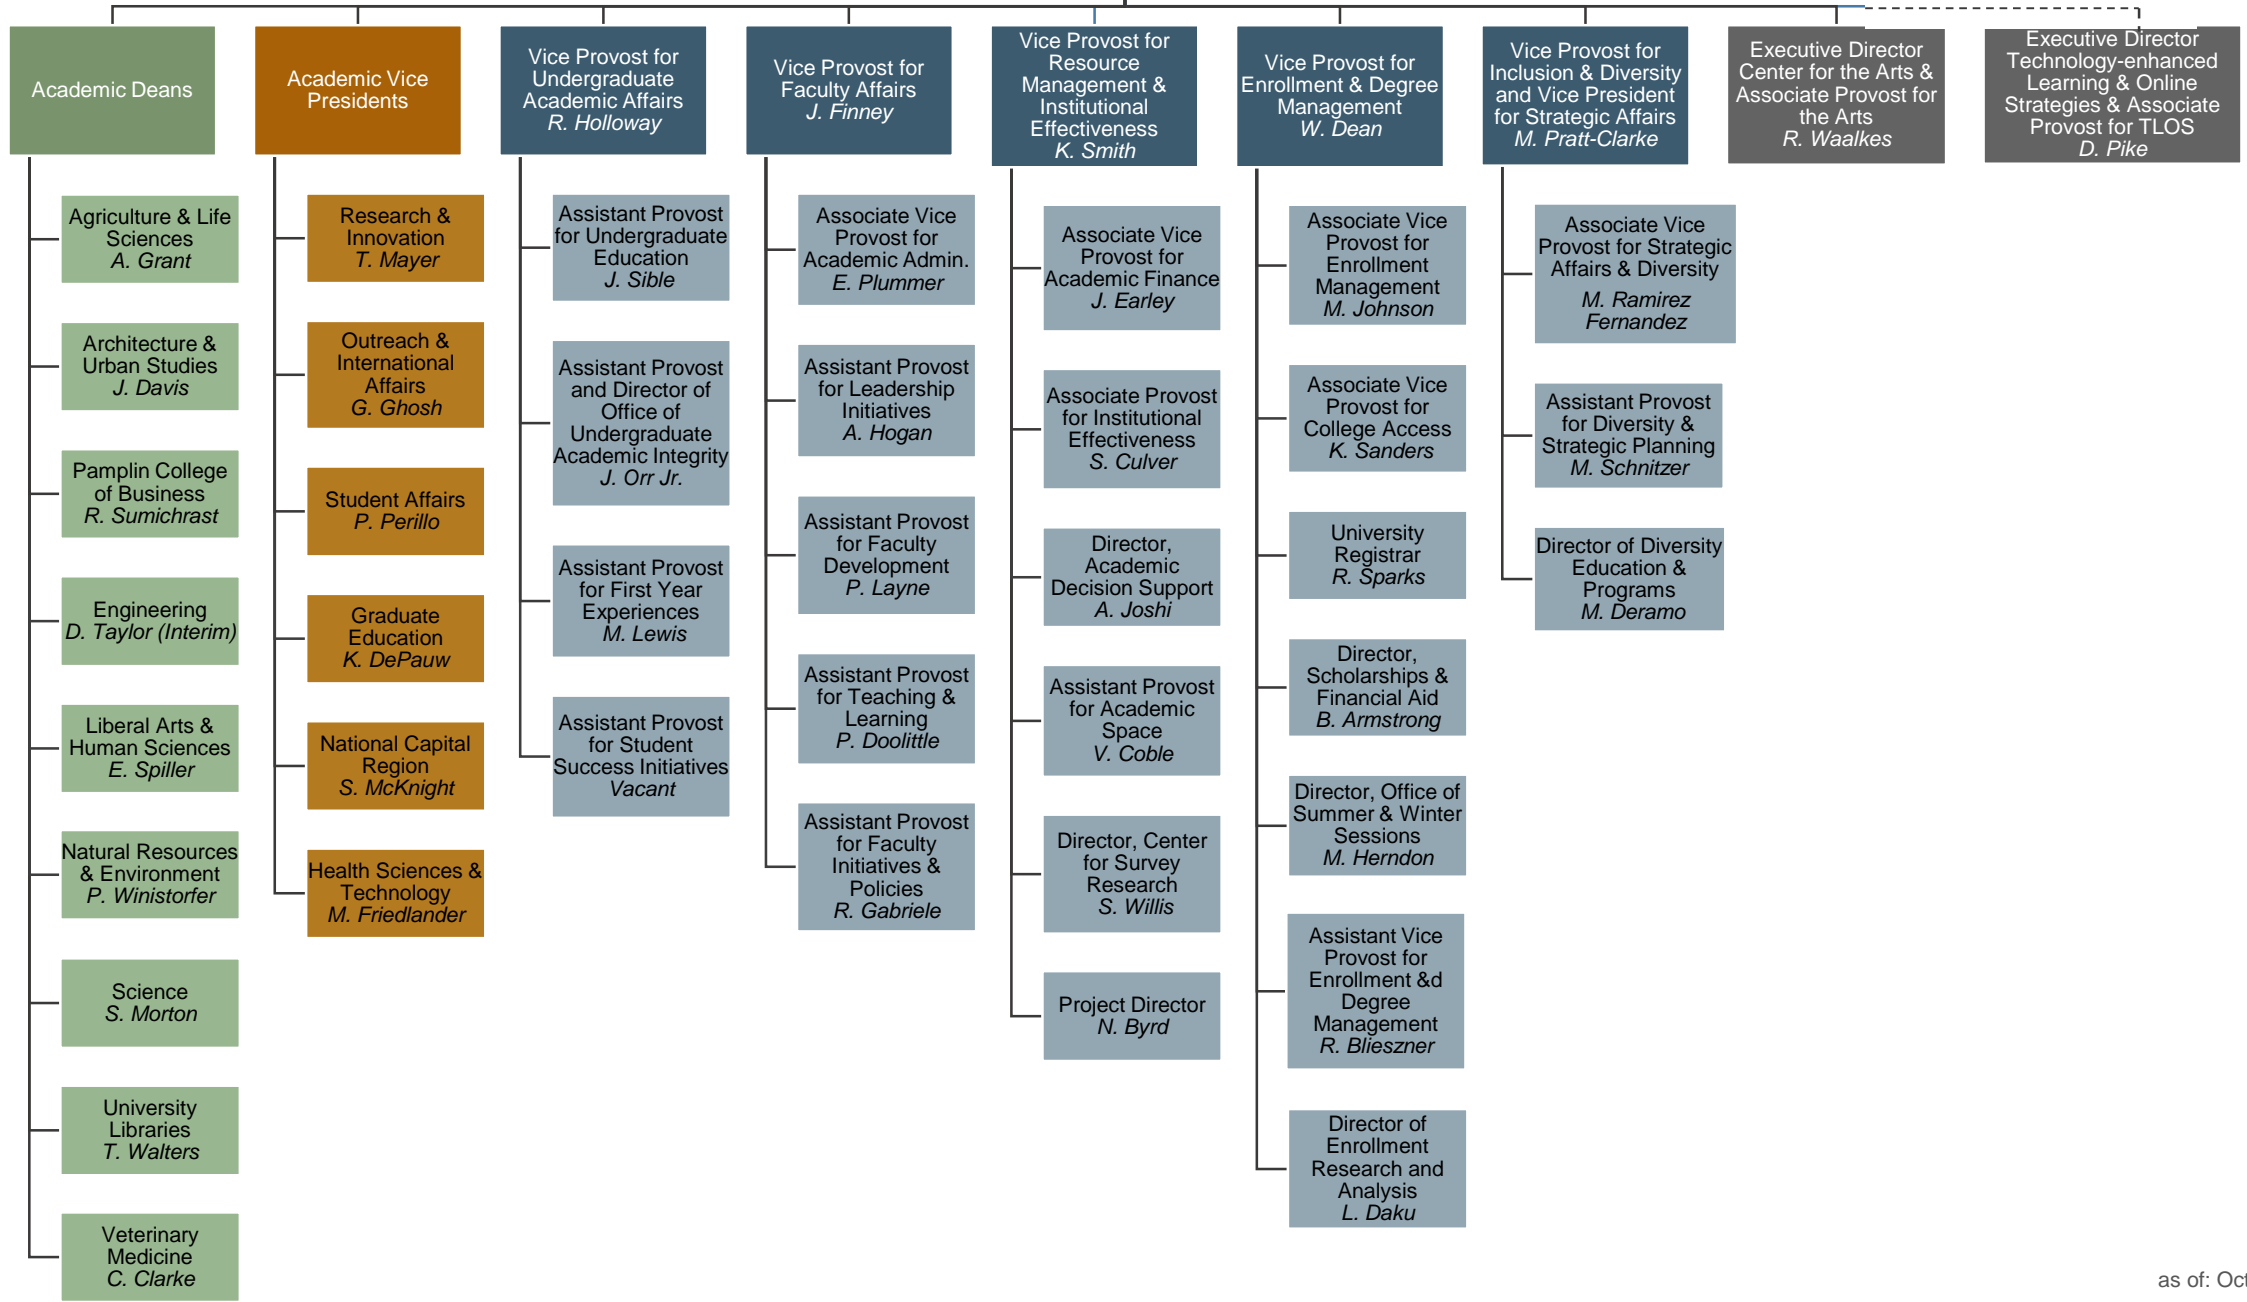 Academic Deans
Agriculture & Life
Sciences
A. Grant
Architecture &
Urban Studies
J. Davis
Pamplin College
of Business
R. Sumichrast
Engineering
D. Taylor (Interim)
Liberal Arts &
Human Sciences
E. Spiller
Natural Resources
& Environment
P. Winistorfer
Science
S. Morton
University
Libraries
T. Walters
Veterinary
Medicine
C. Clarke
Academic Vice
Presidents
Research &
Innovation
T. Mayer
Outreach &
International
Affairs
G. Ghosh
Student Affairs
P. Perillo
Graduate
Education
K. DePauw
National Capital
Region
S. McKnight
Health Sciences &
Technology
M. Friedlander
Vice Provost for
Undergraduate
Academic Affairs
R. Holloway
Assistant Provost
for Undergraduate
Education
J. Sible
Assistant Provost
and Director of
Office of
Undergraduate
Academic Integrity
J. Orr Jr.
Assistant Provost
for First Year
Experiences
M. Lewis
Assistant Provost
for Student
Success Initiatives
Vacant
Vice Provost for
Faculty Affairs
J. Finney
Associate Vice
Provost for
Academic Admin.
E. Plummer
Assistant Provost
for Leadership
Initiatives
A. Hogan
Assistant Provost
for Faculty
Development
P. Layne
Assistant Provost
for Teaching &
Learning
P. Doolittle
Assistant Provost
for Faculty
Initiatives &
Policies
R. Gabriele
Vice Provost for
Resource
Management &
Institutional
Effectiveness
K. Smith
Associate Vice
Provost for
Academic Finance
J. Earley
Associate Provost
for Institutional
Effectiveness
S. Culver
Director,
Academic
Decision Support
A. Joshi
Assistant Provost
for Academic
Space
V. Coble
Director, Center
for Survey
Research
S. Willis
Project Director
N. Byrd
Vice Provost for
Enrollment & Degree
Management
W. Dean
Associate Vice
Provost for
Enrollment
Management
M. Johnson
Associate Vice
Provost for
College Access
K. Sanders
University
Registrar
R. Sparks
Director,
Scholarships &
Financial Aid
B. Armstrong
Director, Office of
Summer & Winter
Sessions
M. Herndon
Assistant Vice
Provost for
Enrollment &d
Degree
Management
R. Blieszner
Director of
Enrollment
Research and
Analysis
L. Daku
Vice Provost for
Inclusion & Diversity
and Vice President
for Strategic Affairs
M. Pratt-Clarke
Associate Vice
Provost for Strategic
Affairs & Diversity
M. Ramirez
Fernandez
Assistant Provost
for Diversity &
Strategic Planning
M. Schnitzer
Director of Diversity
Education &
Programs
M. Deramo
Executive Director
Center for the Arts &
Associate Provost for
the Arts
R. Waalkes
Executive Director
Technology-enhanced
Learning & Online
Strategies & Associate
Provost for TLOS
D. Pike
as of: Oct